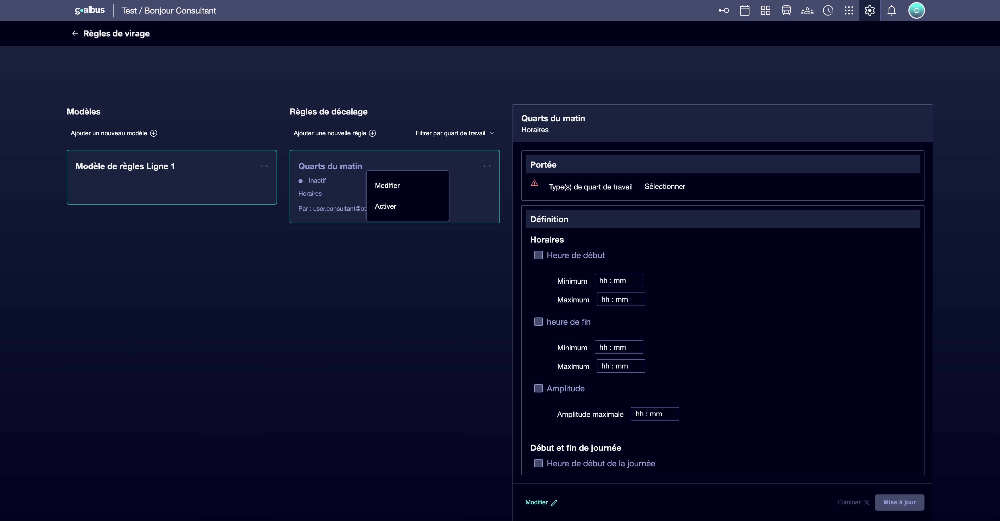 goalbus
Test / Bonjour Consultant
C
Règles de virage
Modèles
Ajouter un nouveau modèle
Modèle de règles Ligne 1
...
Règles de décalage
Ajouter une nouvelle règle
Filtrer par quart de travail
Quarts du matin
...
Inactif
Horaires
Par : user.consultant@ot
Modifier
Activer
Quarts du matin
Horaires
Portée
Type(s) de quart de travail Sélectionner
Définition
Horaires
Heure de début
Minimum hh : mm
Maximum hh : mm
heure de fin
Minimum hh : mm
Maximum hh : mm
Amplitude
Amplitude maximale hh : mm
Début et fin de journée
Heure de début de la journée
Modifier
Éliminer
Mise à jour